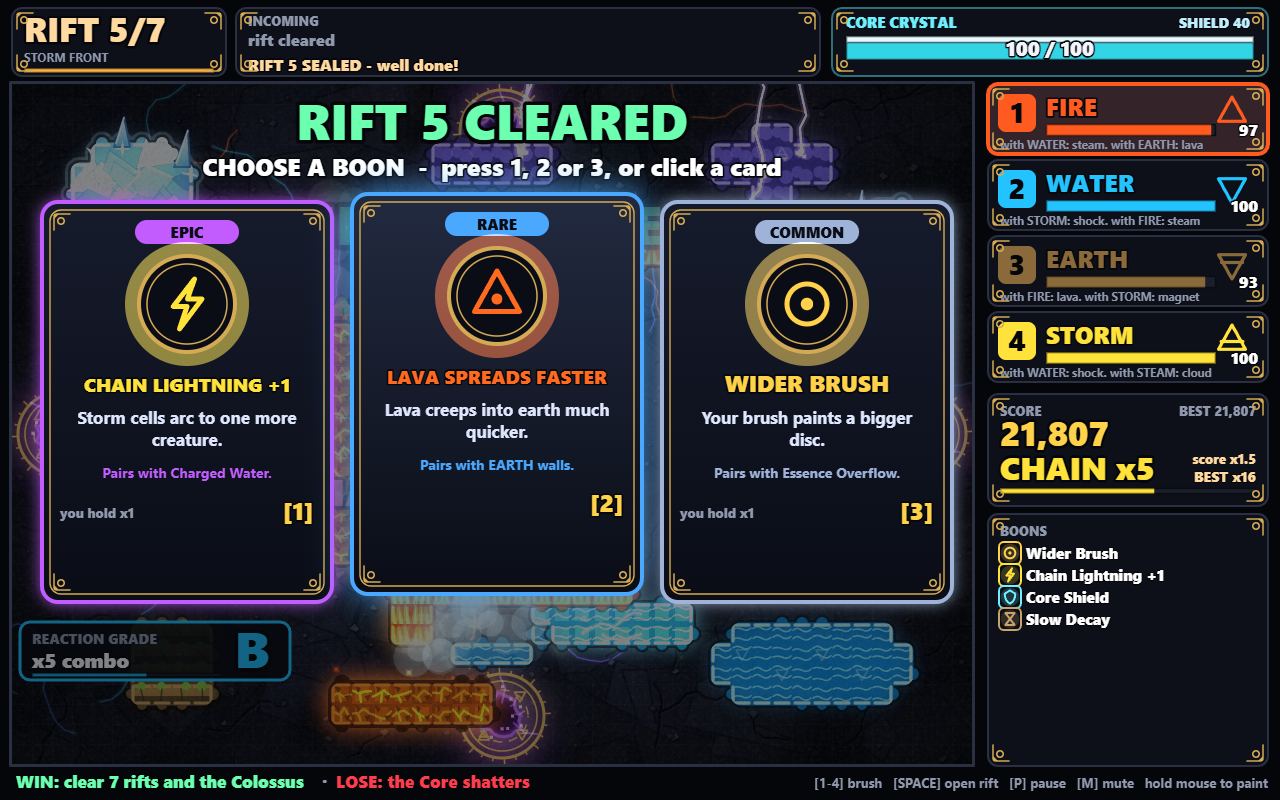 RIFT 5/7
STORM FRONT
INCOMING
rift cleared
RIFT 5 SEALED - well done!
CORE CRYSTAL
SHIELD 40
100 / 100
RIFT 5 CLEARED
CHOOSE A BOON - press 1, 2 or 3, or click a card
EPIC
CHAIN LIGHTNING +1
Storm cells arc to one more
creature.
Pairs with Charged Water.
you hold x1
[1]
RARE
LAVA SPREADS FASTER
Lava creeps into earth much
quicker.
Pairs with EARTH walls.
[2]
COMMON
WIDER BRUSH
Your brush paints a bigger
disc.
Pairs with Essence Overflow.
you hold x1
[3]
REACTION GRADE
x5 combo
B
1
FIRE
97
with WATER: steam. with EARTH: lava
2
WATER
100
with STORM: shock. with FIRE: steam
3
EARTH
93
with FIRE: lava. with STORM: magnet
4
STORM
100
with WATER: shock. with STEAM: cloud
SCORE
BEST 21,807
21,807
CHAIN x5
score x1.5
BEST x16
BOONS
Wider Brush
Chain Lightning +1
Core Shield
Slow Decay
WIN: clear 7 rifts and the Colossus · LOSE: the Core shatters
[1-4] brush [SPACE] open rift [P] pause [M] mute hold mouse to paint